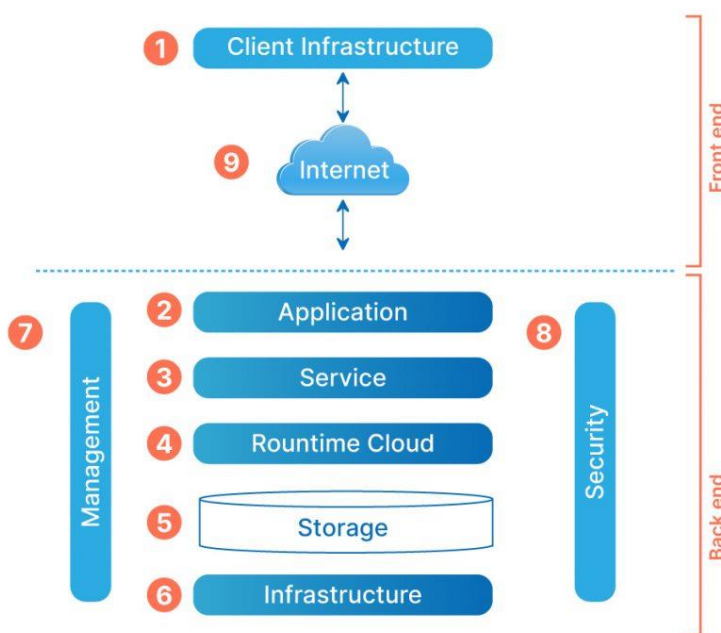 1 Client Infrastructure
9 Internet
Front end
2 Application
7 Management
3 Service
4 Rountime Cloud
5 Storage
6 Infrastructure
8 Security
Back end